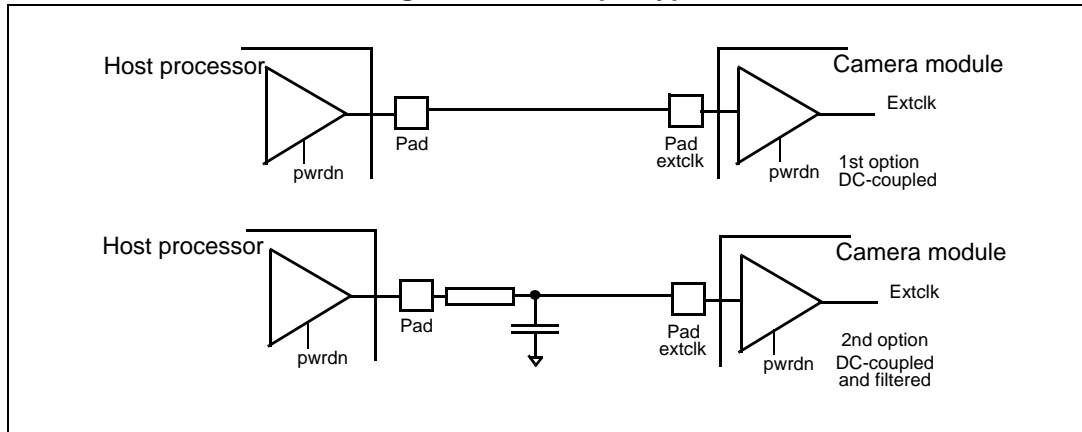 Host processor
Camera module
Extclk
Pad
Pad
extclk
pwrdn
pwrdn
1st option
DC-coupled
Host processor
Camera module
Extclk
Pad
Pad
extclk
pwrdn
pwrdn
2nd option
DC-coupled
and filtered